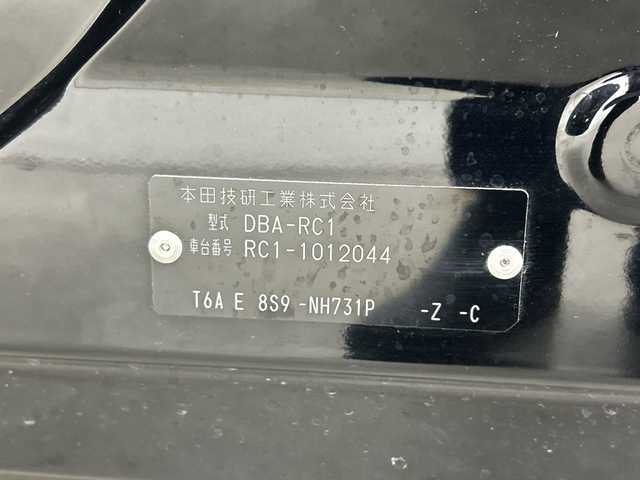 本田技研工業株式会社
型式 DBA-RC1
車台番号 RC1-1012044
T6A E 8S9-NH731P -Z -C